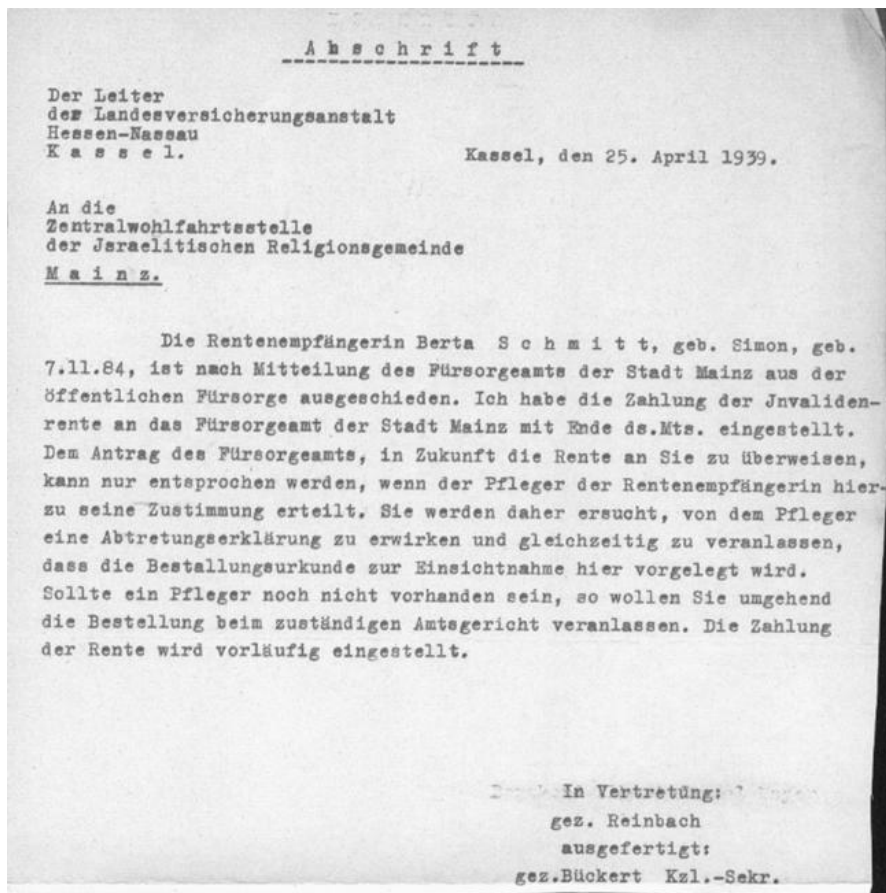 A b s c h r i f t
Der Leiter
der Landesversicherungsanstalt
Hessen-Nassau
K a s s e l.
Kassel, den 25. April 1939.
An die
Zentralwohlfahrtsstelle
der Jsraelitischen Religionsgemeinde
M a i n z.
Die Rentenempfängerin Berta S c h m i t t, geb. Simon, geb.
7.11.84, ist nach Mitteilung des Fürsorgeamts der Stadt Mainz aus der
öffentlichen Fürsorge ausgeschieden. Ich habe die Zahlung der Jnvaliden-
rente an das Fürsorgeamt der Stadt Mainz mit Ende ds.Mts. eingestellt.
Dem Antrag des Fürsorgeamts, in Zukunft die Rente an Sie zu überweisen,
kann nur entsprochen werden, wenn der Pfleger der Rentenempfängerin hier-
zu seine Zustimmung erteilt. Sie werden daher ersucht, von dem Pfleger
eine Abtretungserklärung zu erwirken und gleichzeitig zu veranlassen,
dass die Bestallungsurkunde zur Einsichtnahme hier vorgelegt wird.
Sollte ein Pfleger noch nicht vorhanden sein, so wollen Sie umgehend
die Bestellung beim zuständigen Amtsgericht veranlassen. Die Zahlung
der Rente wird vorläufig eingestellt.
In Vertretung:
gez. Reinbach
ausgefertigt:
gez.Bückert Kzl.-Sekr.